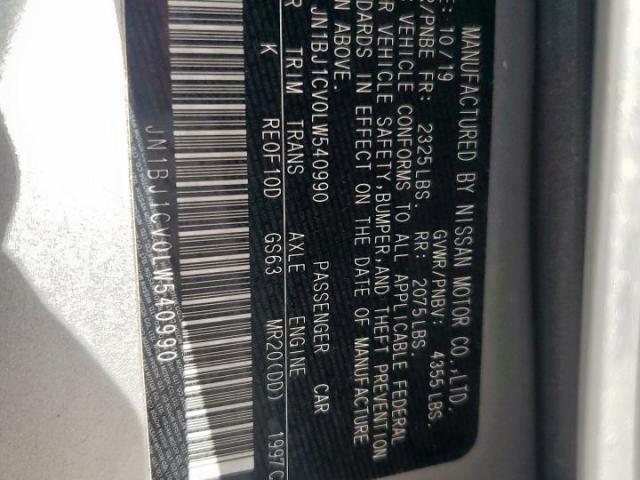 MANUFACTURED BY NISSAN MOTOR CO.,LTD.
E: 10/19 GVWR/PNBV: 4355 LBS.
/PNBE FR: 2325 LBS. RR: 2075 LBS.
VEHICLE CONFORMS TO ALL APPLICABLE FEDERAL
R VEHICLE SAFETY,BUMPER,AND THEFT PREVENTION
DARDS IN EFFECT ON THE DATE OF MANUFACTURE
N ABOVE.
JN1BJ1CV0LW540990 PASSENGER CAR
R TRIM TRANS AXLE ENGINE
K RE0F10D GS63 MR20(DD) 1997C
JN1BJ1CV0LW540990